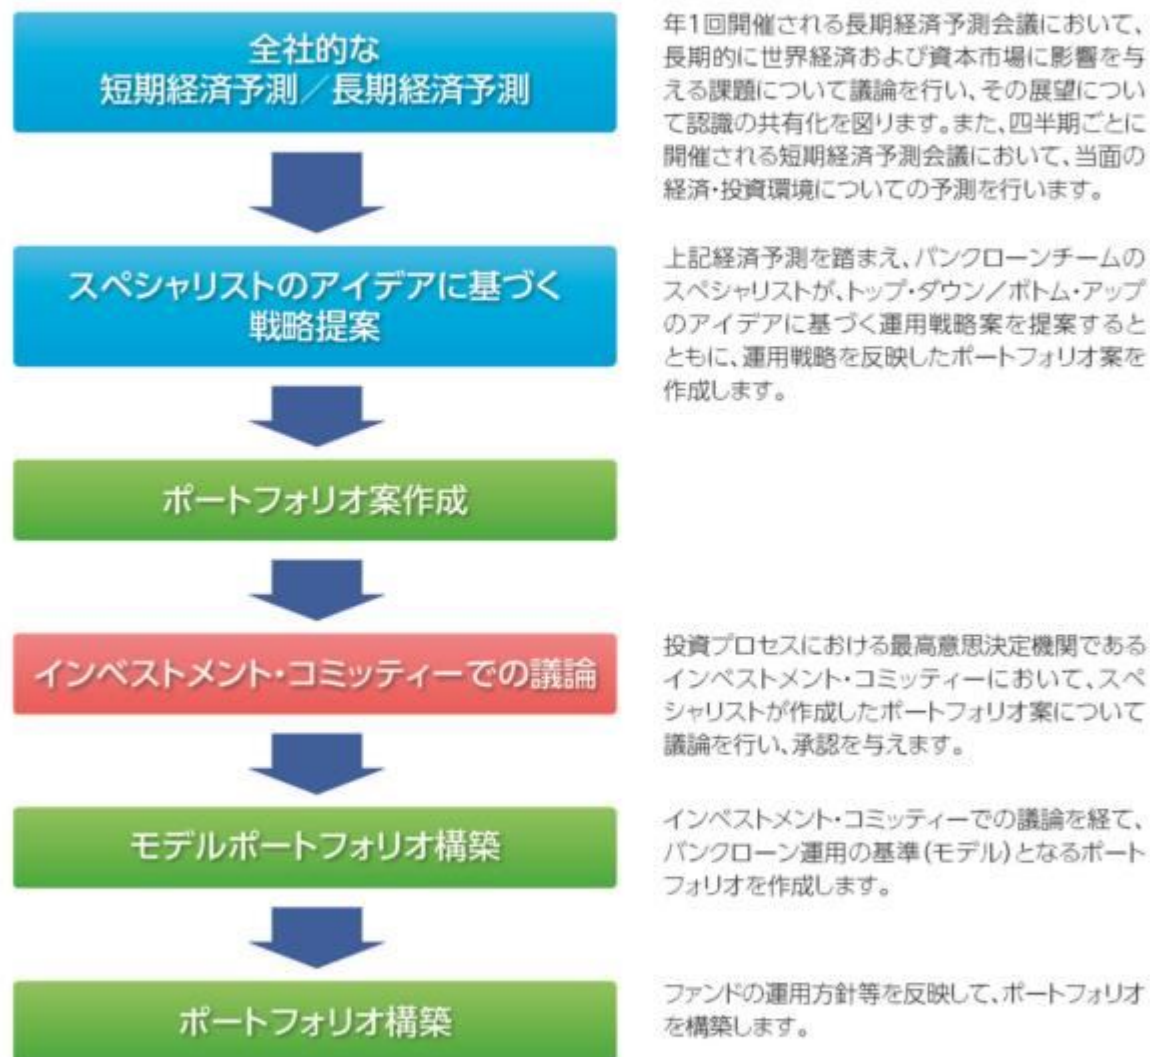 全社的な
短期経済予測／長期経済予測
年1回開催される長期経済予測会議において、
長期的に世界経済および資本市場に影響を与
える課題について議論を行い、その展望につい
て認識の共有化を図ります。また、四半期ごとに
開催される短期経済予測会議において、当面の
経済・投資環境についての予測を行います。
スペシャリストのアイデアに基づく
戦略提案
上記経済予測を踏まえ、バンクローンチームの
スペシャリストが、トップ・ダウン／ボトム・アップ
のアイデアに基づく運用戦略案を提案すると
ともに、運用戦略を反映したポートフォリオ案を
作成します。
ポートフォリオ案作成
インベストメント・コミッティーでの議論
投資プロセスにおける最高意思決定機関である
インベストメント・コミッティーにおいて、スペ
シャリストが作成したポートフォリオ案について
議論を行い、承認を与えます。
モデルポートフォリオ構築
インベストメント・コミッティーでの議論を経て、
バンクローン運用の基準（モデル）となるポート
フォリオを作成します。
ポートフォリオ構築
ファンドの運用方針等を反映して、ポートフォリオ
を構築します。